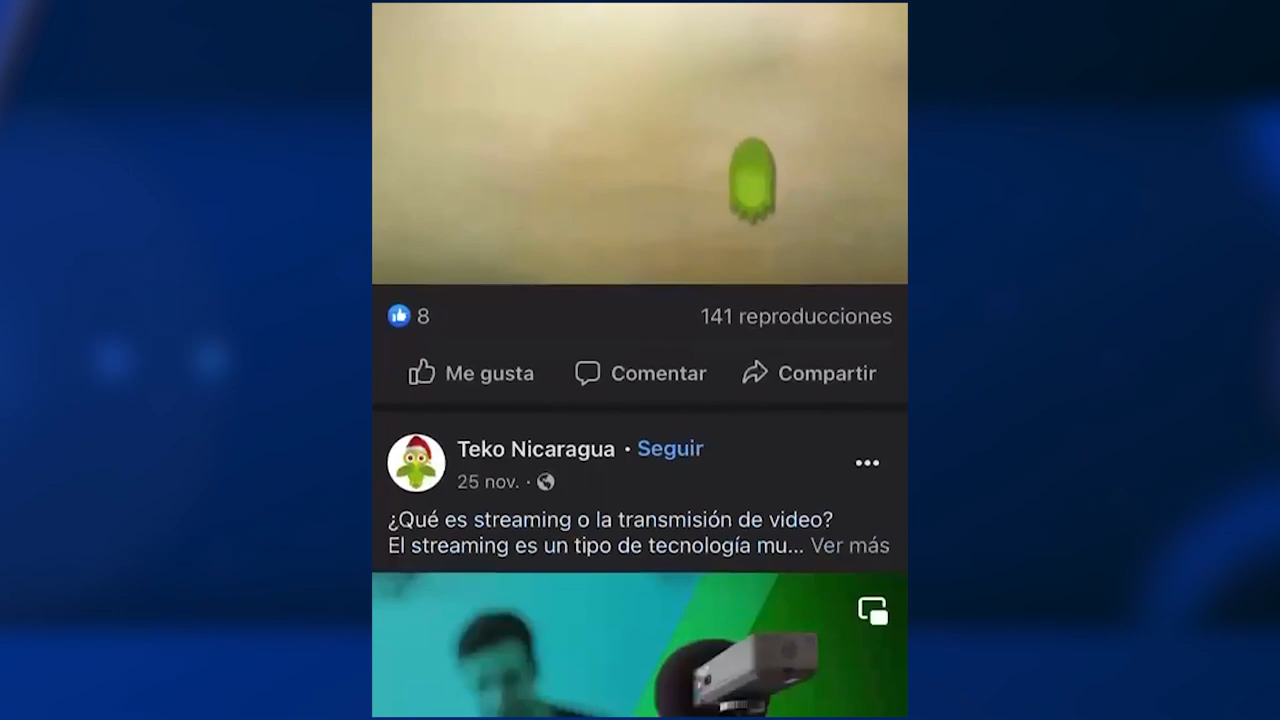 8
141 reproducciones
Me gusta
Comentar
Compartir
Teko Nicaragua • Seguir
25 nov. ·
¿Qué es streaming o la transmisión de video?
El streaming es un tipo de tecnología mu... Ver más